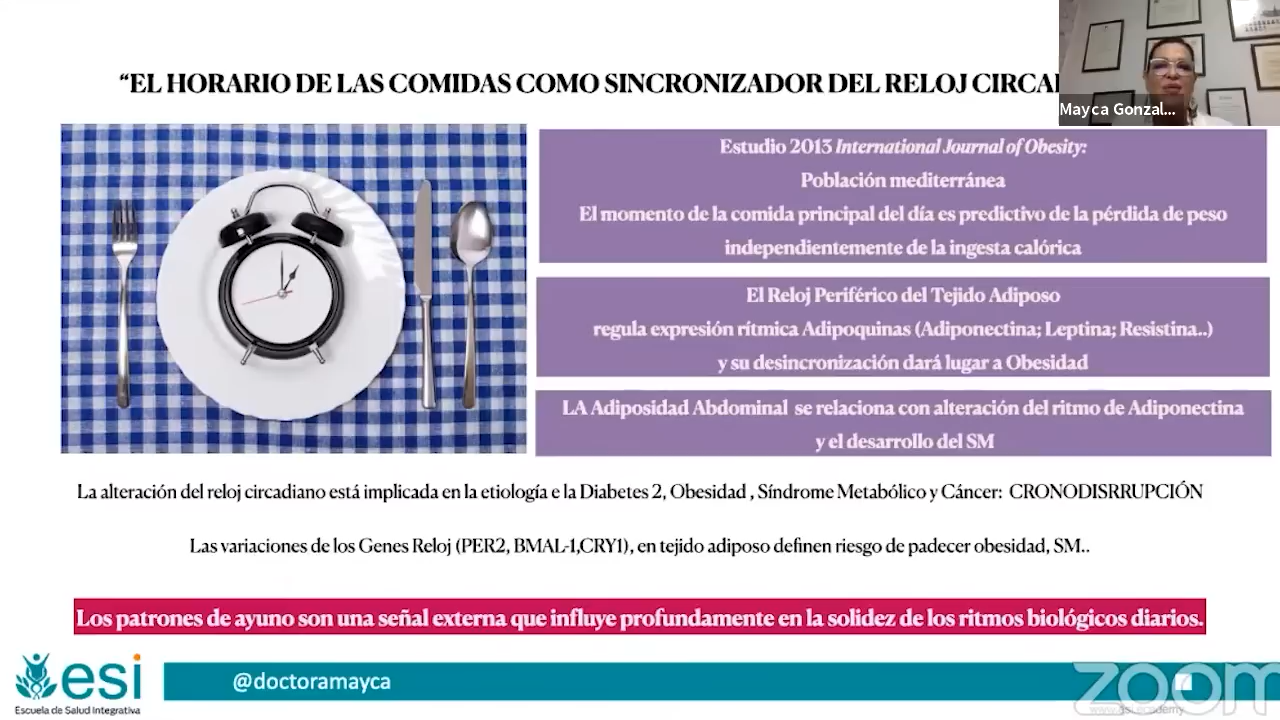 “EL HORARIO DE LAS COMIDAS COMO SINCRONIZADOR DEL RELOJ
Mayca Gonzal...
Estudio 2013 International Journal of Obesity:
Población mediterránea
El momento de la comida principal del día es predictivo de la pérdida de peso
independientemente de la ingesta calórica
El Reloj Periférico del Tejido Adiposo
regula expresión rítmica Adipoquinas (Adiponectina; Leptina; Resistina..)
y su desincronización dará lugar a Obesidad
LA Adiposidad Abdominal se relaciona con alteración del ritmo de Adiponectina
y el desarrollo del SM
La alteración del reloj circadiano está implicada en la etiología e la Diabetes 2, Obesidad , Síndrome Metabólico y Cáncer: CRONODISRRUPCIÓN
Las variaciones de los Genes Reloj (PER2, BMAL-1,CRY1), en tejido adiposo definen riesgo de padecer obesidad, SM..
Los patrones de ayuno son una señal externa que influye profundamente en la solidez de los ritmos biológicos diarios.
esi
Escuela de Salud Integrativa
@doctoramayca
zoom
www.esi.academy